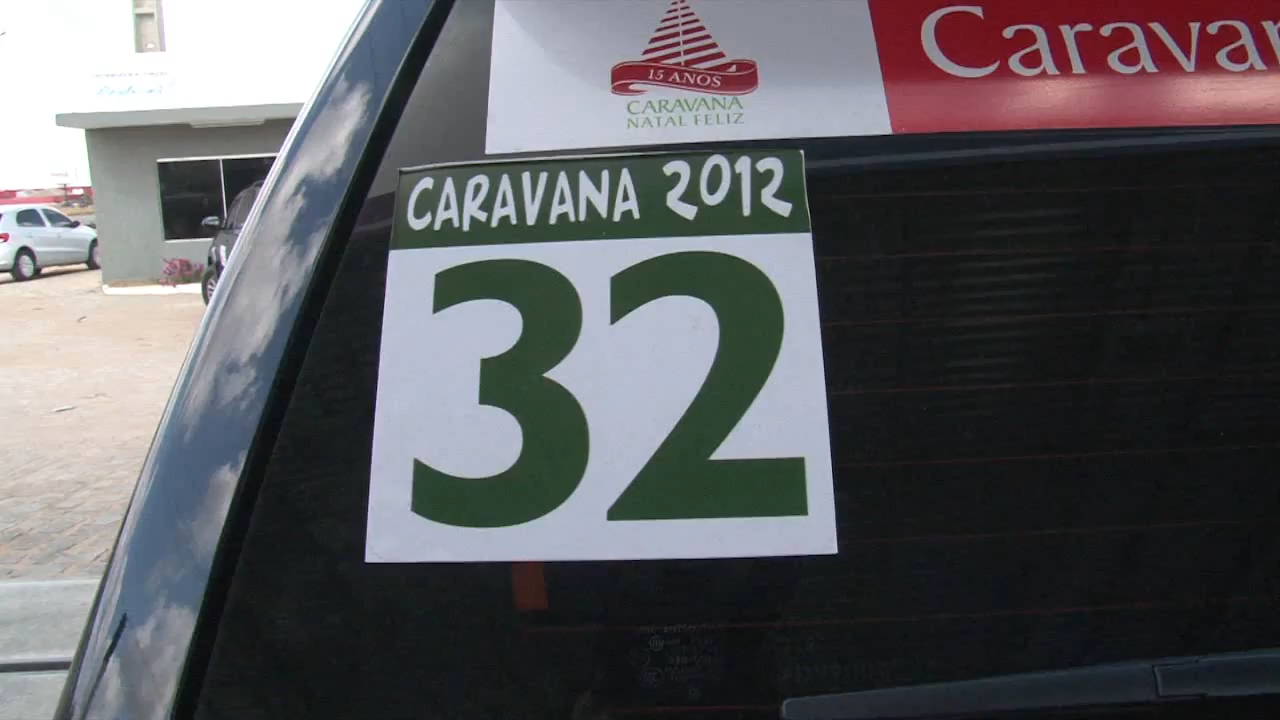 15 ANOS
CARAVANA
NATAL FELIZ
Caravan
CARAVANA 2012
32